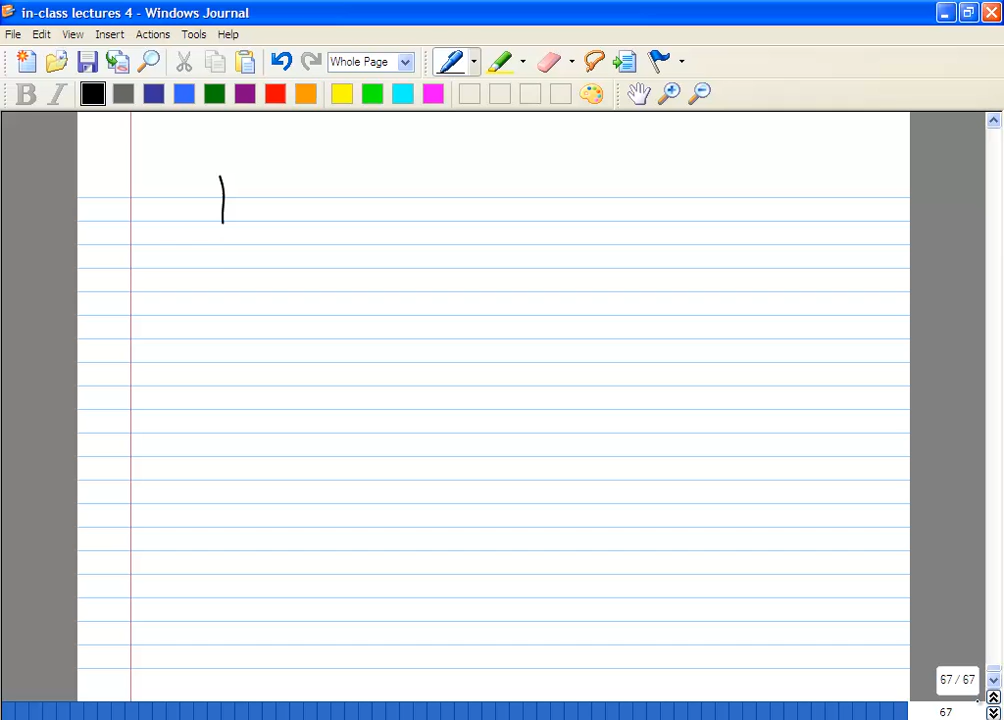 in-class lectures 4 - Windows Journal
File Edit View Insert Actions Tools Help
Whole Page
B I
67 / 67
67